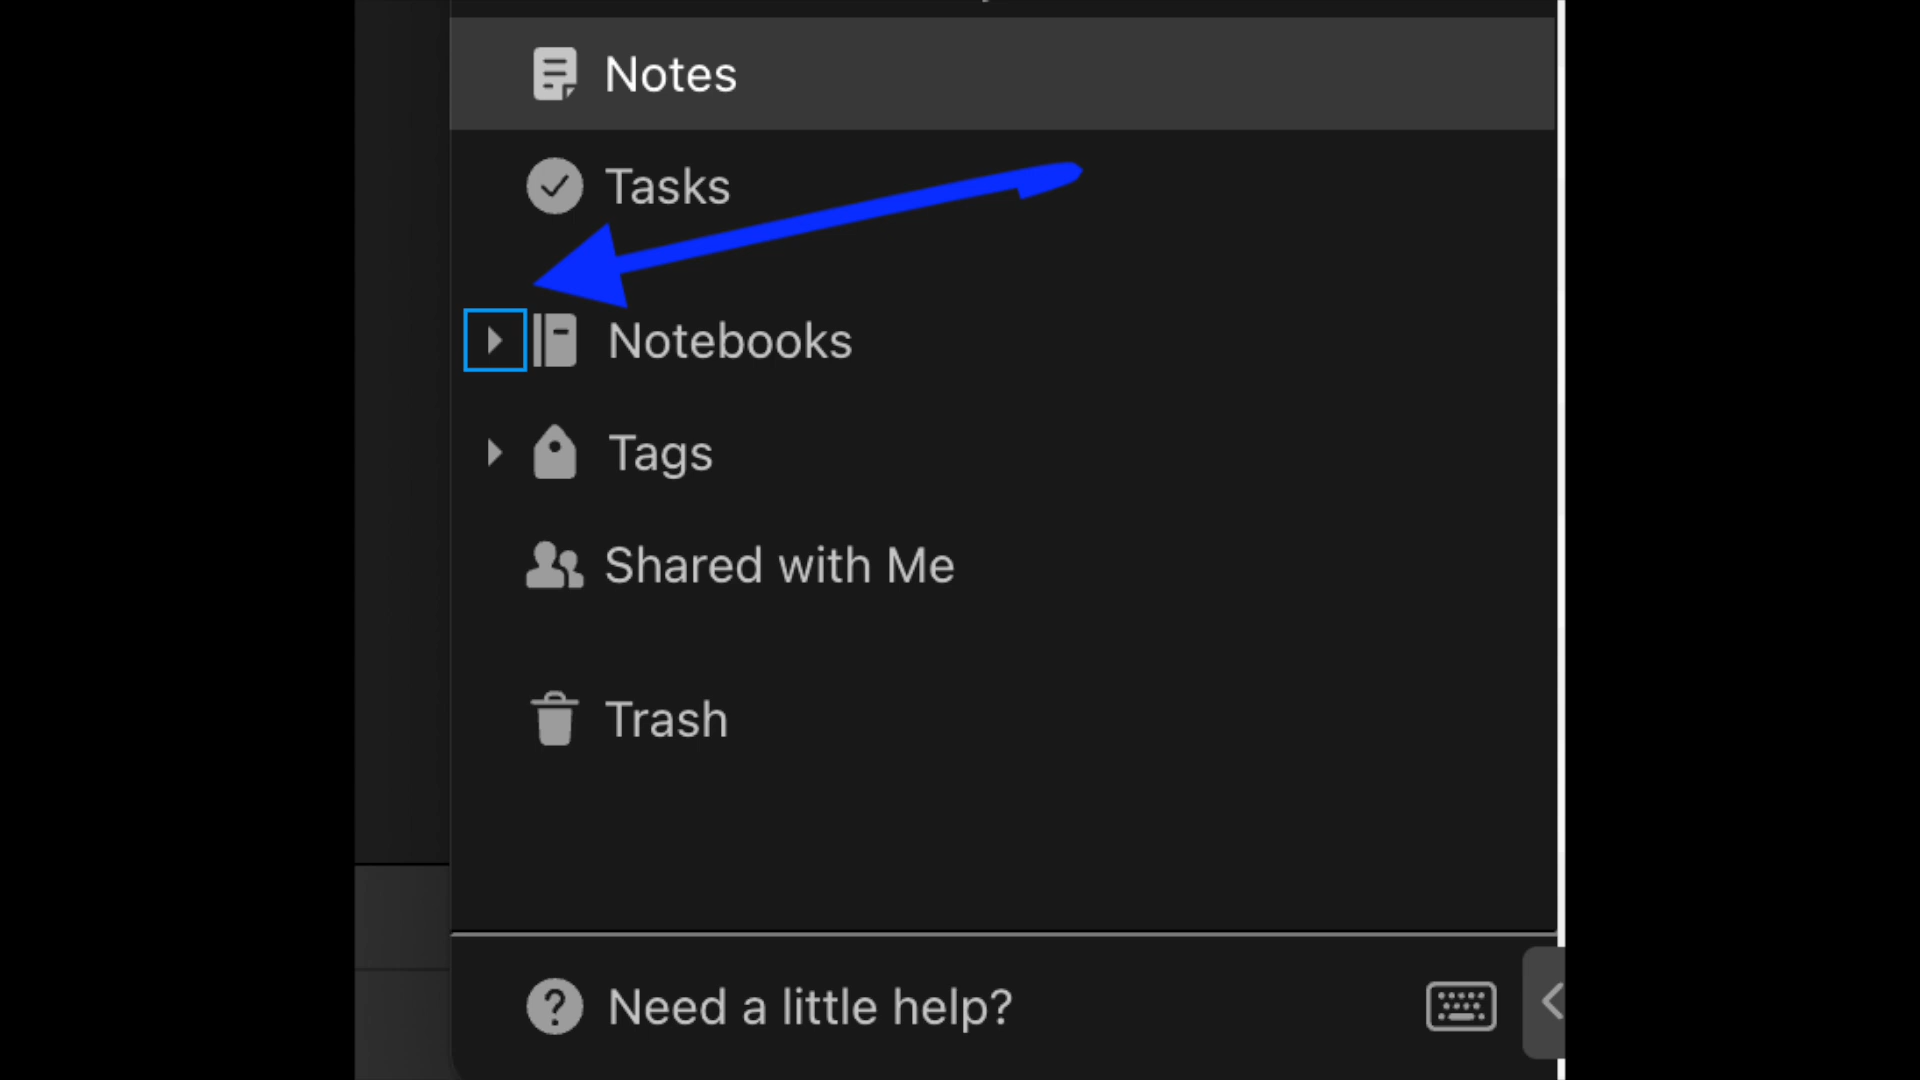 Notes
Tasks
Notebooks
Tags
Shared with Me
Trash
Need a little help?